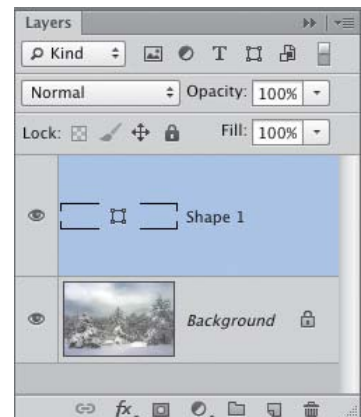 Layers
Kind
Normal Opacity: 100%
Lock: Fill: 100%
Shape 1
Background
fx